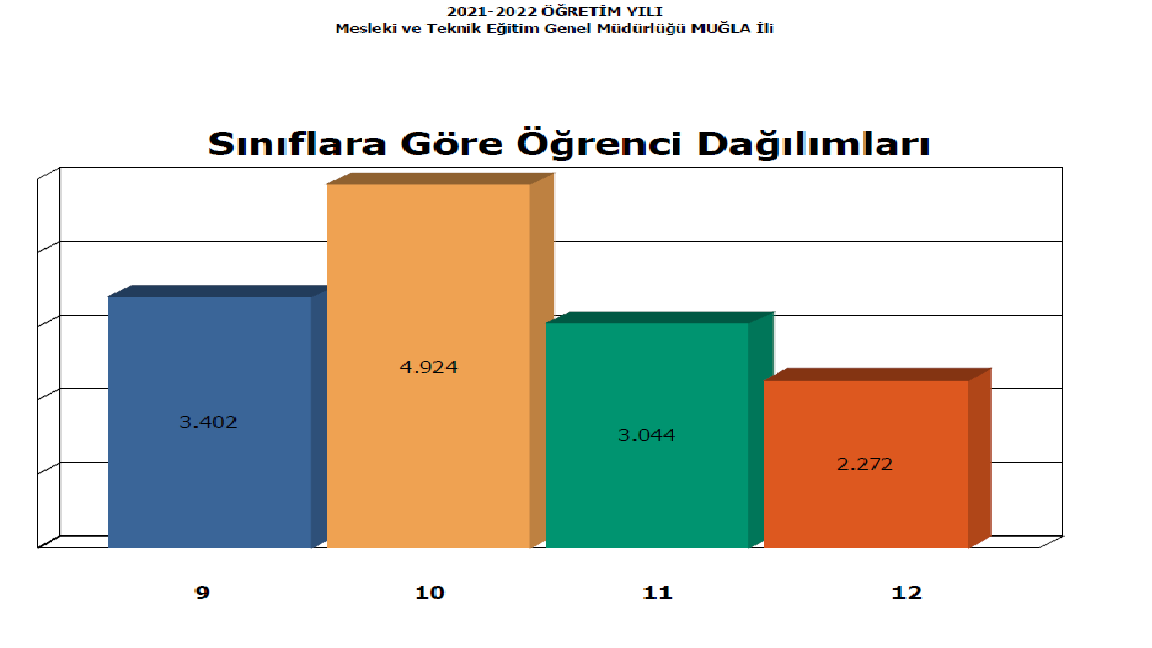 2021-2022 ÖĞRETİM YILI
Mesleki ve Teknik Eğitim Genel Müdürlüğü MUĞLA İli
Sınıflara Göre Öğrenci Dağılımları
3.402
4.924
3.044
2.272
9
10
11
12